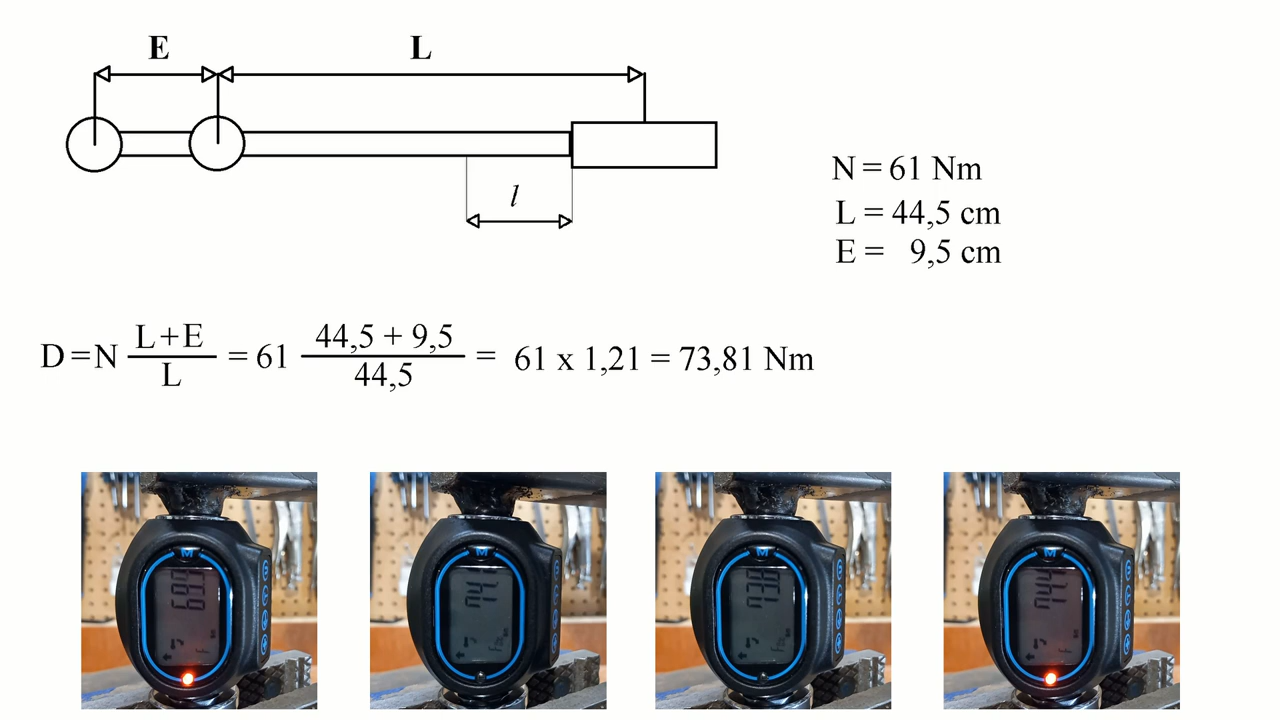 E L
l
N = 61 Nm
L = 44,5 cm
E = 9,5 cm
D = N L+E / L = 61 44,5 + 9,5 / 44,5 = 61 x 1,21 = 73,81 Nm
M M M M